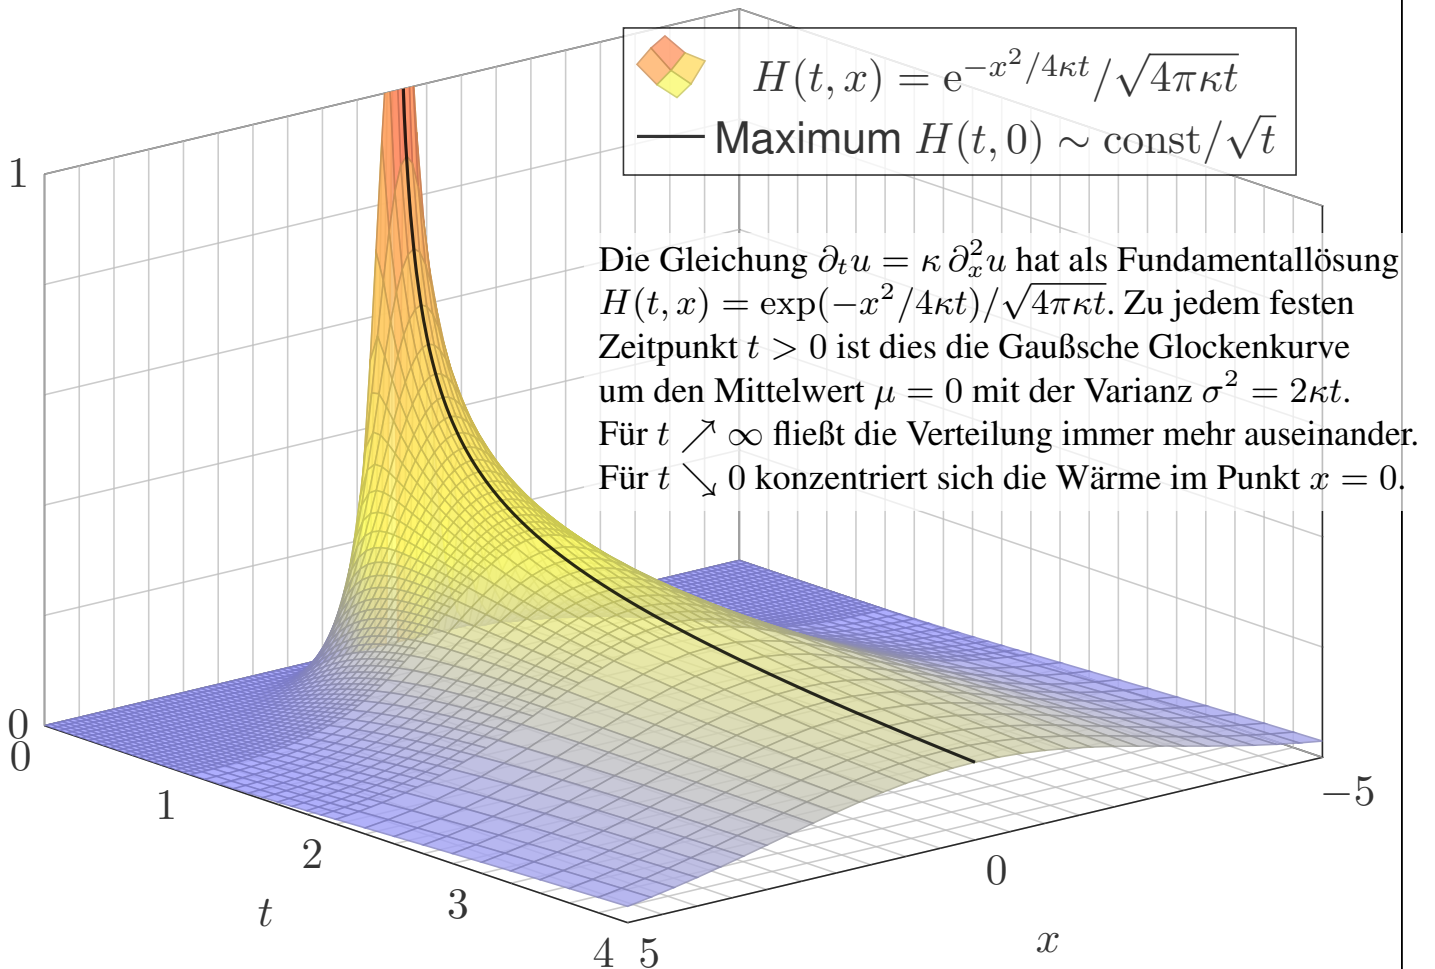 H(t, x) = e^{−x²/4κt}/√(4πκt)
Maximum H(t, 0) ∼ const/√t
1
Die Gleichung ∂ₜu = κ ∂ₓ²u hat als Fundamentallösung
H(t, x) = exp(−x²/4κt)/√(4πκt). Zu jedem festen
Zeitpunkt t > 0 ist dies die Gaußsche Glockenkurve
um den Mittelwert μ = 0 mit der Varianz σ² = 2κt.
Für t ↗ ∞ fließt die Verteilung immer mehr auseinander.
Für t ↘ 0 konzentriert sich die Wärme im Punkt x = 0.
0
0
1
2
3
4
t
5
0
−5
x